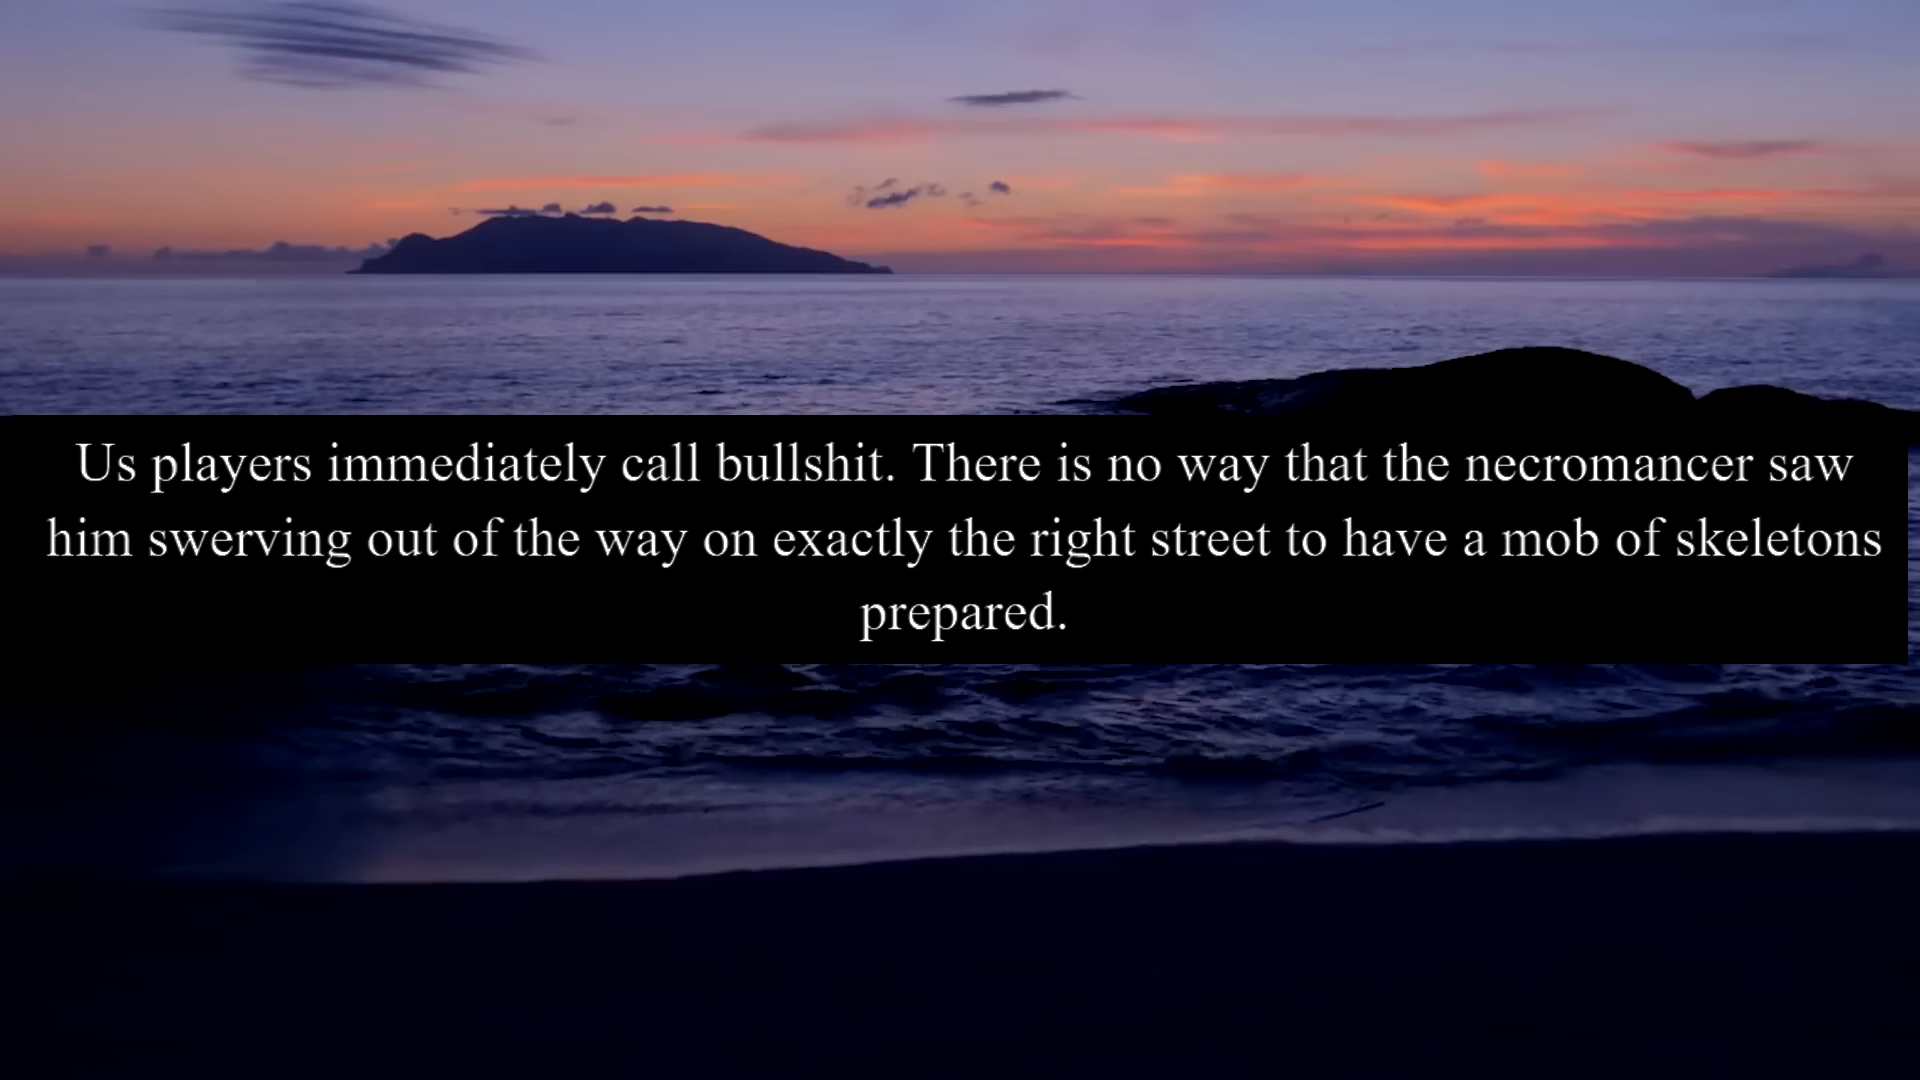 Us players immediately call bullshit. There is no way that the necromancer saw
him swerving out of the way on exactly the right street to have a mob of skeletons
prepared.